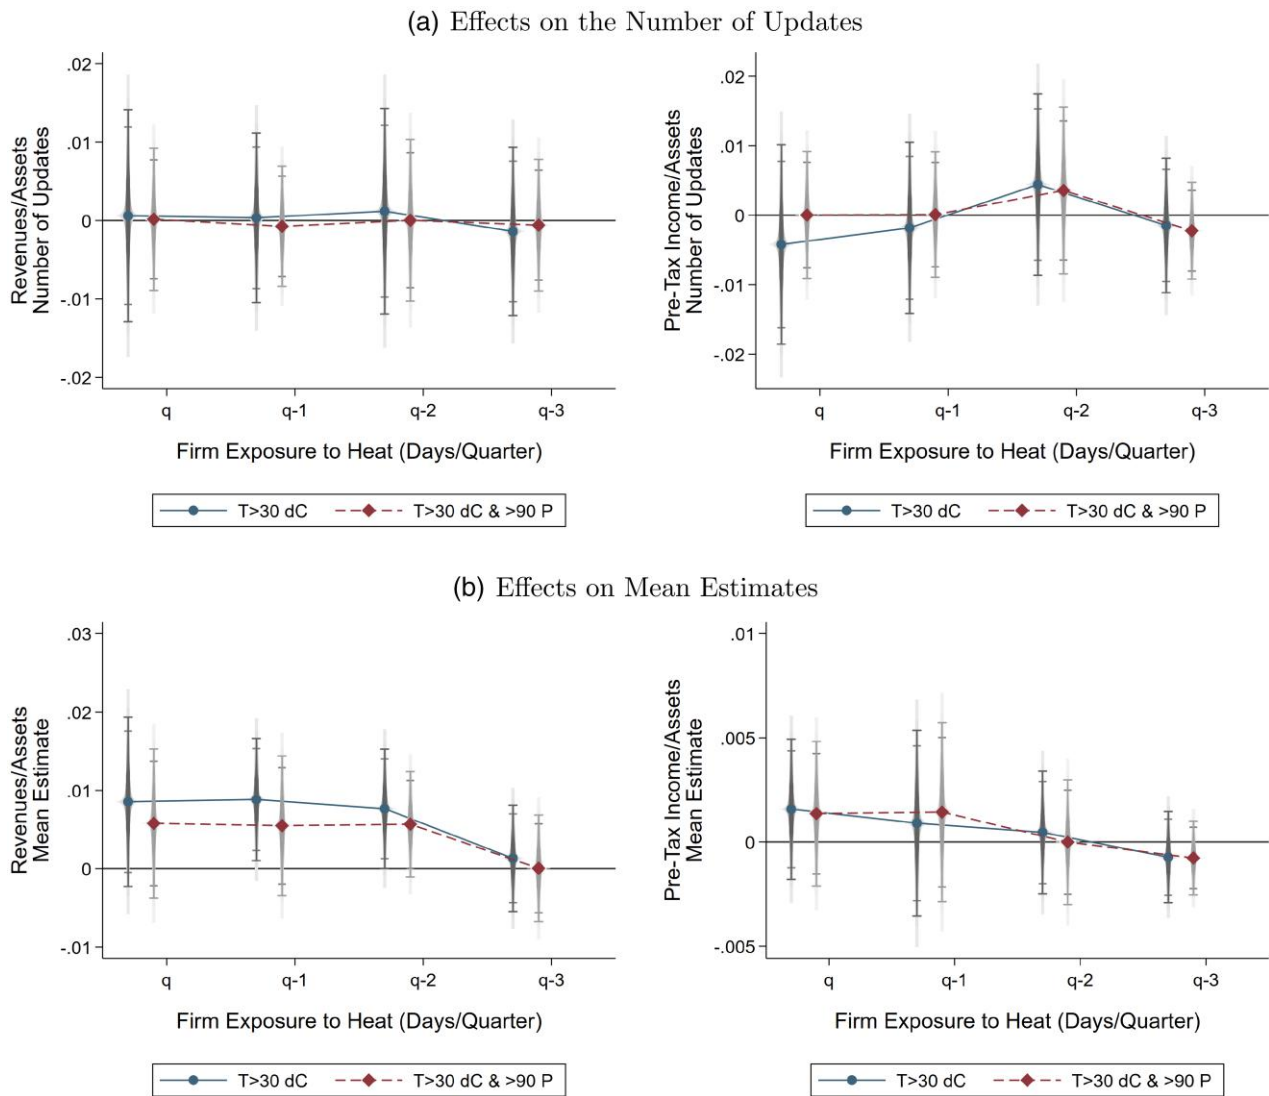 (a) Effects on the Number of Updates
Revenues/Assets
Number of Updates
.02
.01
0
-.01
-.02
q q-1 q-2 q-3
Firm Exposure to Heat (Days/Quarter)
T>30 dC T>30 dC & >90 P
Pre-Tax Income/Assets
Number of Updates
.02
.01
0
-.01
-.02
q q-1 q-2 q-3
Firm Exposure to Heat (Days/Quarter)
T>30 dC T>30 dC & >90 P
(b) Effects on Mean Estimates
Revenues/Assets
Mean Estimate
.03
.02
.01
0
-.01
q q-1 q-2 q-3
Firm Exposure to Heat (Days/Quarter)
T>30 dC T>30 dC & >90 P
Pre-Tax Income/Assets
Mean Estimate
.01
.005
0
-.005
q q-1 q-2 q-3
Firm Exposure to Heat (Days/Quarter)
T>30 dC T>30 dC & >90 P